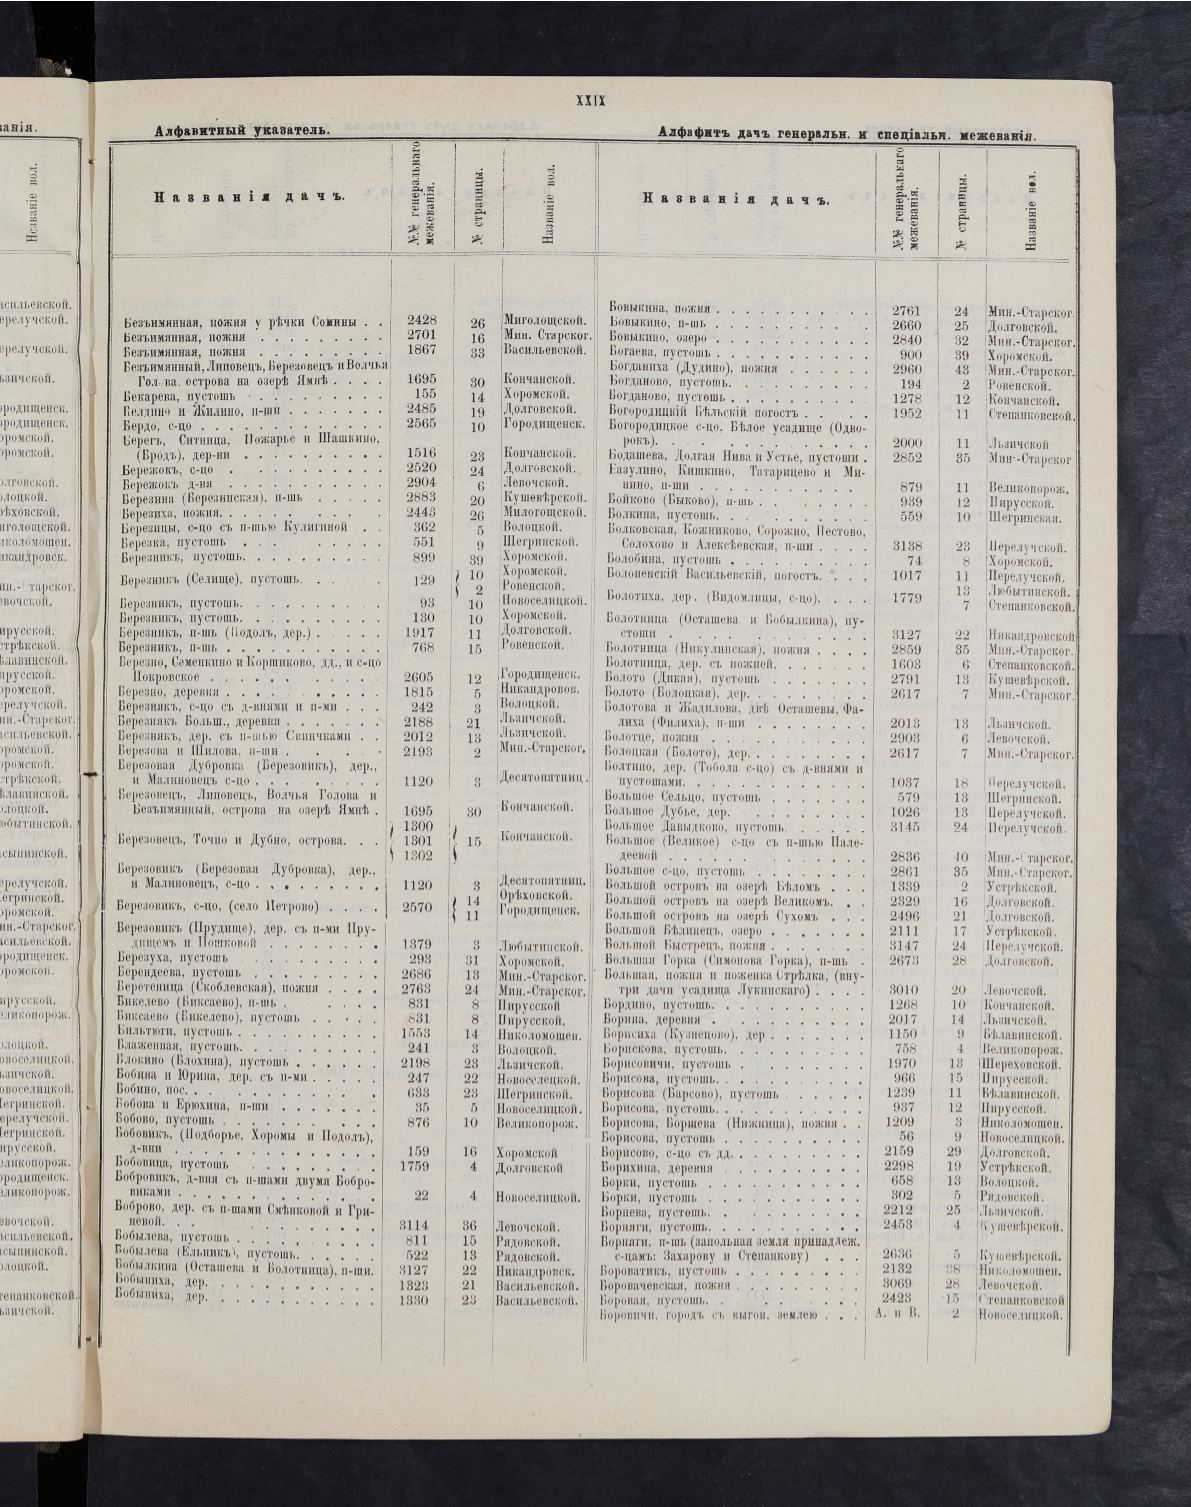 XXIX
Алфавитный указатель.
Алфафитъ дачъ генеральн. и спеціальн. межеванія.
Названія дачъ.
№№ генеральнаго межеванія.
№ страницы.
Названіе вол.
Безъимянная, пожня у рѣчки Сомины . . 2428 26 Миголощской.
Безъимянная, пожня 2701 16 Мин. Старског.
Безъимянная, пожня 1867 33 Васильевской.
Безъимянный, Липовецъ, Березовецъ и Волчья
Гол ва. острова на озерѣ Ямнѣ . . . . 1695 30 Кончанской.
Бекарева, пустошь 155 14 Хоромской.
Белдино и Жилино, п-ши 2485 19 Долговской.
Бердо, с-цо 2565 10 Городищенск.
Берегъ, Ситница, Пожарье и Шашкино,
(Бродъ), дер-ни 1516 23 Кончанской.
Бережокъ, с-цо 2520 24 Долговской.
Бережокъ д-ня 2904 6 Левочской.
Березина (Березинская), п-шь 2883 20 Кушевѣрской.
Березиха, пожня. 2443 26 Милогощской.
Березицы, с-цо съ п-шью Кулигиной . . 362 5 Волоцкой.
Березка, пустошь 551 9 Шегринской.
Березникъ, пустошь. 899 39 Хоромской.
Березникъ (Селище), пустошь. 129 10 Хоромской.
2 Ровенской.
Березникъ, пустошь. 93 10 Новоселицкой.
Березникъ, пустошь. 130 10 Хоромской.
Березникъ, п-шь (Подолъ, дер.) 1917 11 Долговской.
Березникъ, п-шь 768 15 Ровенской.
Березно, Семенкино и Коршиково, дд., и с-цо
Покровское 2605 12 Городищенск.
Березно, деревня 1815 5 Никандровов.
Березнякъ, с-цо съ д-внями и п-ми . . . 242 3 Волоцкой.
Березнякъ Больш., деревня 2188 21 Льзичской.
Березнякъ, дер. съ п-шью Свинчками . . 2012 13 Льзичской.
Березова и Шилова, п-ши 2193 2 Мин.-Старског.
Березовая Дубровка (Березовикъ), дер.,
и Малиновецъ с-цо 1120 3 Десятопятниц.
Березовецъ, Липовецъ, Волчья Голова и
Безъимянный, острова на озерѣ Ямнѣ . 1695 30 Кончанской.
1300
Березовецъ, Точно и Дубно, острова. . . 1301 15 Кончанской.
1302
Березовикъ (Березовая Дубровка), дер.,
и Малиновецъ, с-цо 1120 3 Десятопятниц.
Березовикъ, с-цо, (село Петрово) . . . . 2570 14 Орѣховской.
11 Городищенск.
Березовикъ (Прудище), дер. съ п-ми Пру-
дищемъ и Пошковой 1379 3 Любытинской.
Березуха, пустошь 293 31 Хоромской.
Берендеева, пустошь 2686 13 Мин.-Старског.
Беретеница (Скоблевская), пожня . . . . 2763 24 Мин.-Старског.
Бикелево (Биксаево), п-шь 831 8 Пирусской
Биксаево (Бикелево), пустошь 831 8 Пирусской.
Бильтюги, пустошь 1553 14 Николомошен.
Блаженная, пустошь. 241 3 Волоцкой.
Блокино (Блохина), пустошь 2198 23 Льзичской.
Бобина и Юрина, дер. съ п-ми 247 22 Новоселецкой.
Бобино, пос. 633 23 Шегринской.
Бобова и Ерюхина, п-ши 35 5 Новоселицкой.
Бобово, пустошь 876 10 Великопорож.
Бобовикъ, (Подборье, Хоромы и Подолъ),
д-вни 159 16 Хоромской
Бобовица, пустошь 1759 4 Долговской
Бобровикъ, д-вня съ п-шами двумя Бобро-
виками 22 4 Новоселицкой.
Боброво, дер. съ п-шами Смѣнковой и Гри-
невой. 3114 36 Левочской.
Бобылева, пустошь 811 15 Рядовской.
Бобылева (Ельникъ), пустошь. 522 13 Рядовской.
Бобылкина (Осташева и Болотница), п-ши. 3127 22 Никандровск.
Бобыниха, дер. 1323 21 Васильевской.
Бобыниха, дер. 1330 23 Васильевской.
Названія дачъ.
№№ генеральнаго межеванія.
№ страницы.
Названіе вол.
Бовыкина, пожня 2761 24 Мин.-Старског.
Бовыкино, п-шь 2660 25 Долговской.
Бовыкино, озеро 2840 32 Мин.-Старског.
Богаева, пустошь 900 39 Хоромской.
Богданиха (Дудино), пожня 2960 43 Мин.-Старског.
Богданово, пустошь. 194 2 Ровенской.
Богданово, пустошь 1278 12 Кончанской.
Богородицкій Бѣльскій погостъ 1952 11 Степанковской.
Богородицкое с-цо, Бѣлое усадище (Одво-
рокъ). 2000 11 Льзичской
Бодашева, Долгая Нива и Устье, пустоши . 2852 35 Мин.-Старског
Базулино, Кишкино, Татарицево и Ми-
нино, п-ши 879 11 Великопорож.
Бойково (Быково), п-шь 939 12 Пирусской.
Болкина, пустошь. 559 10 Шегринская.
Болковская, Кожниково, Сорожно, Пестово,
Солохово и Алексѣевская, п-ши . . . . 3138 23 Перелучской.
Болобина, пустошь 74 8 Хоромской.
Болоненскій Васильевскій, погостъ. . . . 1017 11 Перелучской.
Болотиха, дер. (Видомлицы, с-цо). 1779 13 Любытинской.
7 Степанковской.
Болотница (Осташева и Бобылкина), пу-
стоши 3127 22 Никандровской
Болотница (Никулинская), пожня 2859 35 Мин.-Старског.
Болотница, дер. съ пожней. 1603 6 Степанковской.
Болото (Дикая), пустошь 2791 13 Кушевѣрской.
Болото (Болоцкая), дер. 2617 7 Мин.-Старског.
Болотова и Жадилова, двѣ Осташевы, Фа-
лиха (Филиха), п-ши 2013 13 Льзичской.
Болотце, пожня 2903 6 Левочской.
Болоцкая (Болото), дер. 2617 7 Мин.-Старског.
Болтино, дер. (Тобола с-цо) съ д-внями и
пустошами. 1037 18 Перелучской.
Большое Сельцо, пустошь 579 13 Шегринской.
Большое Дубье, дер. 1026 13 Перелучской.
Большое Давыдково, пустошь. 3145 24 Перелучской.
Большое (Великое) с-цо съ п-шью Пале-
деевой 2836 40 Мин.-Старског.
Большое с-цо, пустошь 2861 35 Мин.-Старског.
Большой островъ на озерѣ Бѣломъ . . . 1339 2 Устрѣкской.
Большой островъ на озерѣ Великомъ. . . 2329 16 Долговской.
Большой островъ на озерѣ Сухомъ . . . 2496 21 Долговской.
Большой Бѣлинецъ, озеро 2111 17 Устрѣкской.
Большой Быстрецъ, пожня 3147 24 Перелучской.
Большая Горка (Симонова Горка), п-шь . 2673 28 Долговской.
Большая, пожня и поженка Стрѣлка, (вну-
три дачи усадища Лукинскаго) . . . . 3010 20 Левочской.
Бордино, пустошь. 1268 10 Кончанской.
Борина, деревня 2017 14 Льзичской.
Борисиха (Кузнецово), дер 1150 9 Бѣлавинской.
Борискова, пустошь. 758 4 Великопорож.
Борисовичи, пустошь 1970 13 Шереховской.
Борисова, пустошь. 966 15 Пирусской.
Борисова (Барсово), пустошь 1239 11 Бѣлавинской.
Борисова, пустошь. 937 12 Пирусской.
Борисова, Боршева (Нижница), пожня . . 1209 3 Николомошен.
Борисова, пустошь 56 9 Новоселицкой.
Борисово, с-цо съ дд. 2159 29 Долговской.
Борихина, деревня 2298 19 Устрѣкской.
Борки, пустошь 658 13 Волоцкой.
Борки, пустошь 302 5 Рядовской.
Борнева, пустошь. 2212 25 Льзичской.
Борняги, пустошь. 2453 4 Кушевѣрской.
Борняги, п-шь (запольная земля принадлеж.
с-цамъ: Захарову и Степанкову) . . . 2636 5 Кушевѣрской.
Бороватикъ, пустошь 2132 38 Николомошен.
Боровачевская, пожня 3069 28 Левочской.
Боровая, пустошь. 2423 15 Степанковской
Боровичи, городъ съ выгон. землею . . . А. и В. 2 Новоселицкой.